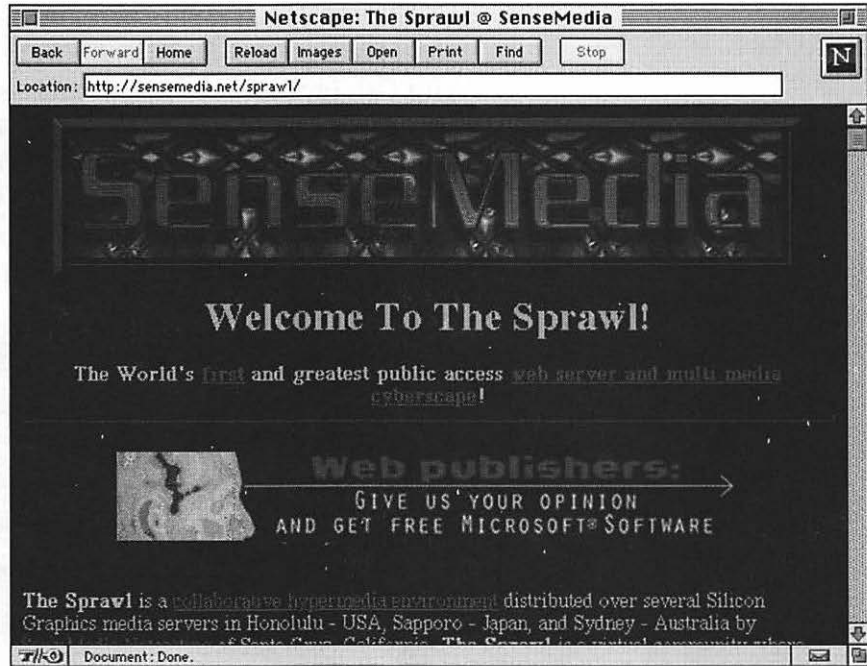 Netscape: The Sprawl @ SenseMedia
Back Forward Home Reload Images Open Print Find Stop
N
Location: http://sensemedia.net/sprawl/
SenseMedia
Welcome To The Sprawl!
The World's first and greatest public access web server and multi media
cyberscape!
Web publishers:
GIVE US YOUR OPINION
AND GET FREE MICROSOFT® SOFTWARE
The Sprawl is a collaborative hypermedia environment distributed over several Silicon
Graphics media servers in Honolulu - USA, Sapporo - Japan, and Sydney - Australia by
of Santa Cruz, California. The Sprawl is a virtual community where
Document: Done.